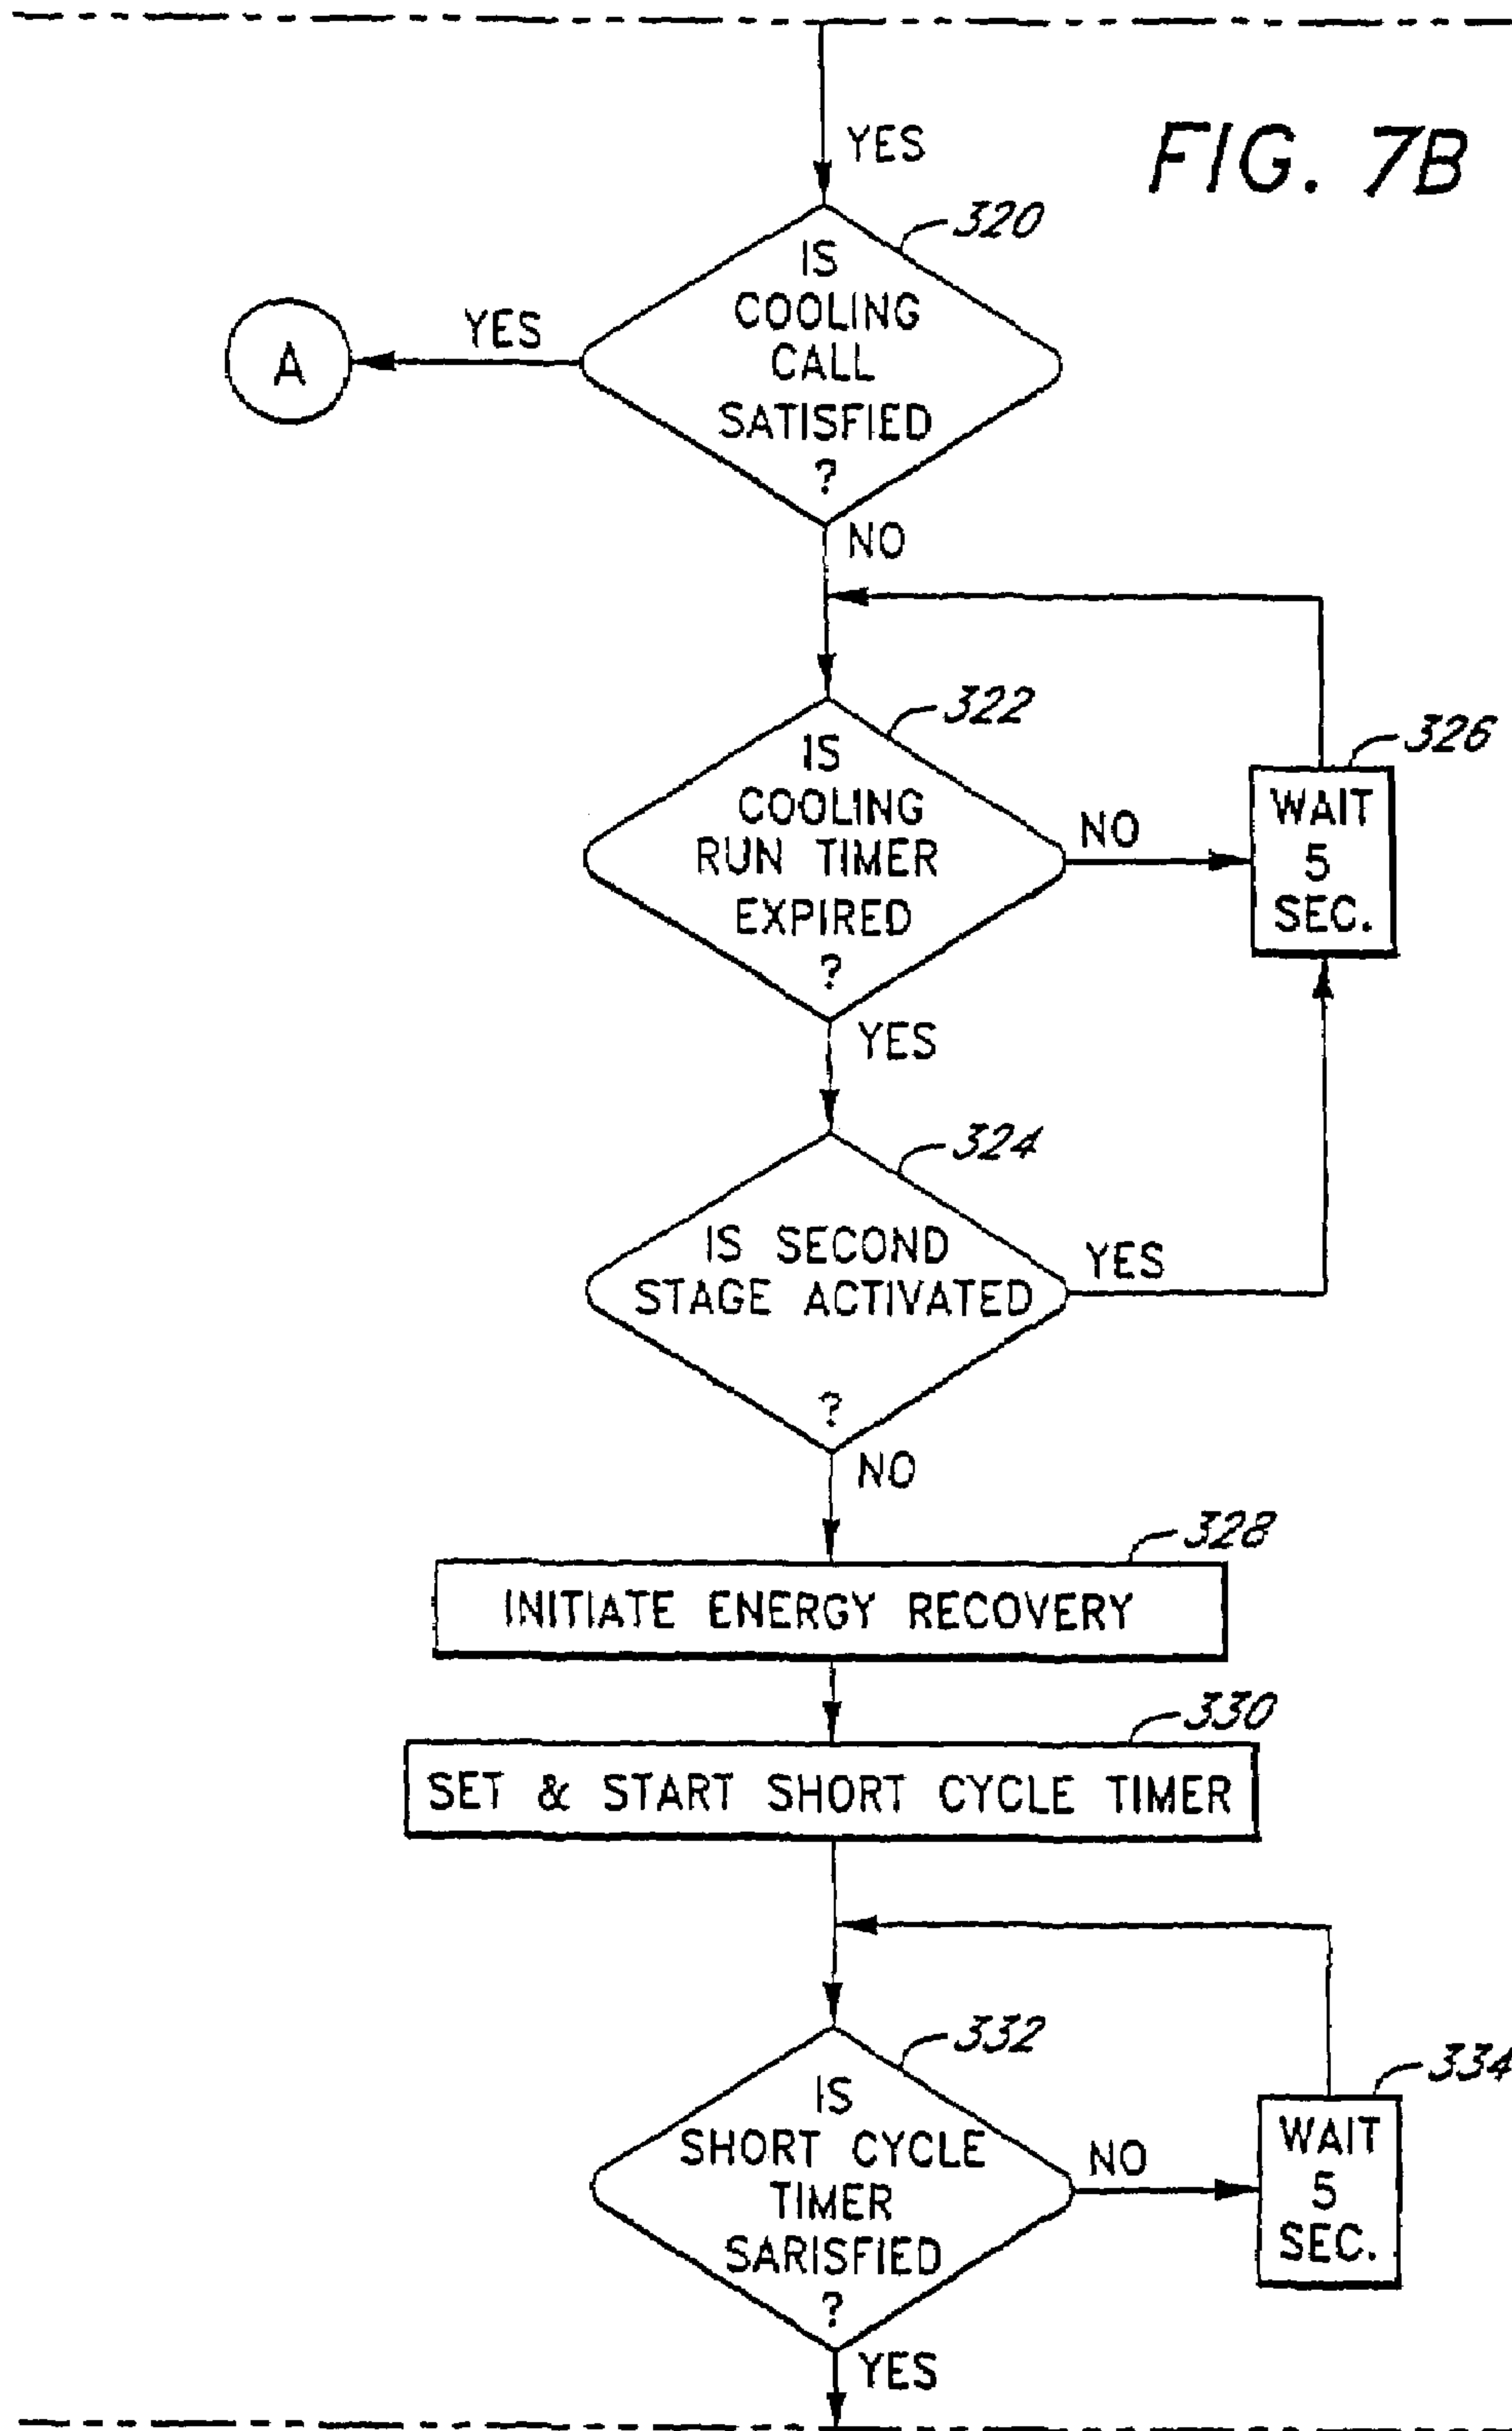 FIG. 7B
YES
320
IS
COOLING
CALL
SATISFIED
?
YES
A
NO
322
IS
COOLING
RUN TIMER
EXPIRED
?
NO
326
WAIT
5
SEC.
YES
324
IS SECOND
STAGE ACTIVATED
?
YES
NO
328
INITIATE ENERGY RECOVERY
330
SET & START SHORT CYCLE TIMER
332
IS
SHORT CYCLE
TIMER
SARISFIED
?
NO
334
WAIT
5
SEC.
YES